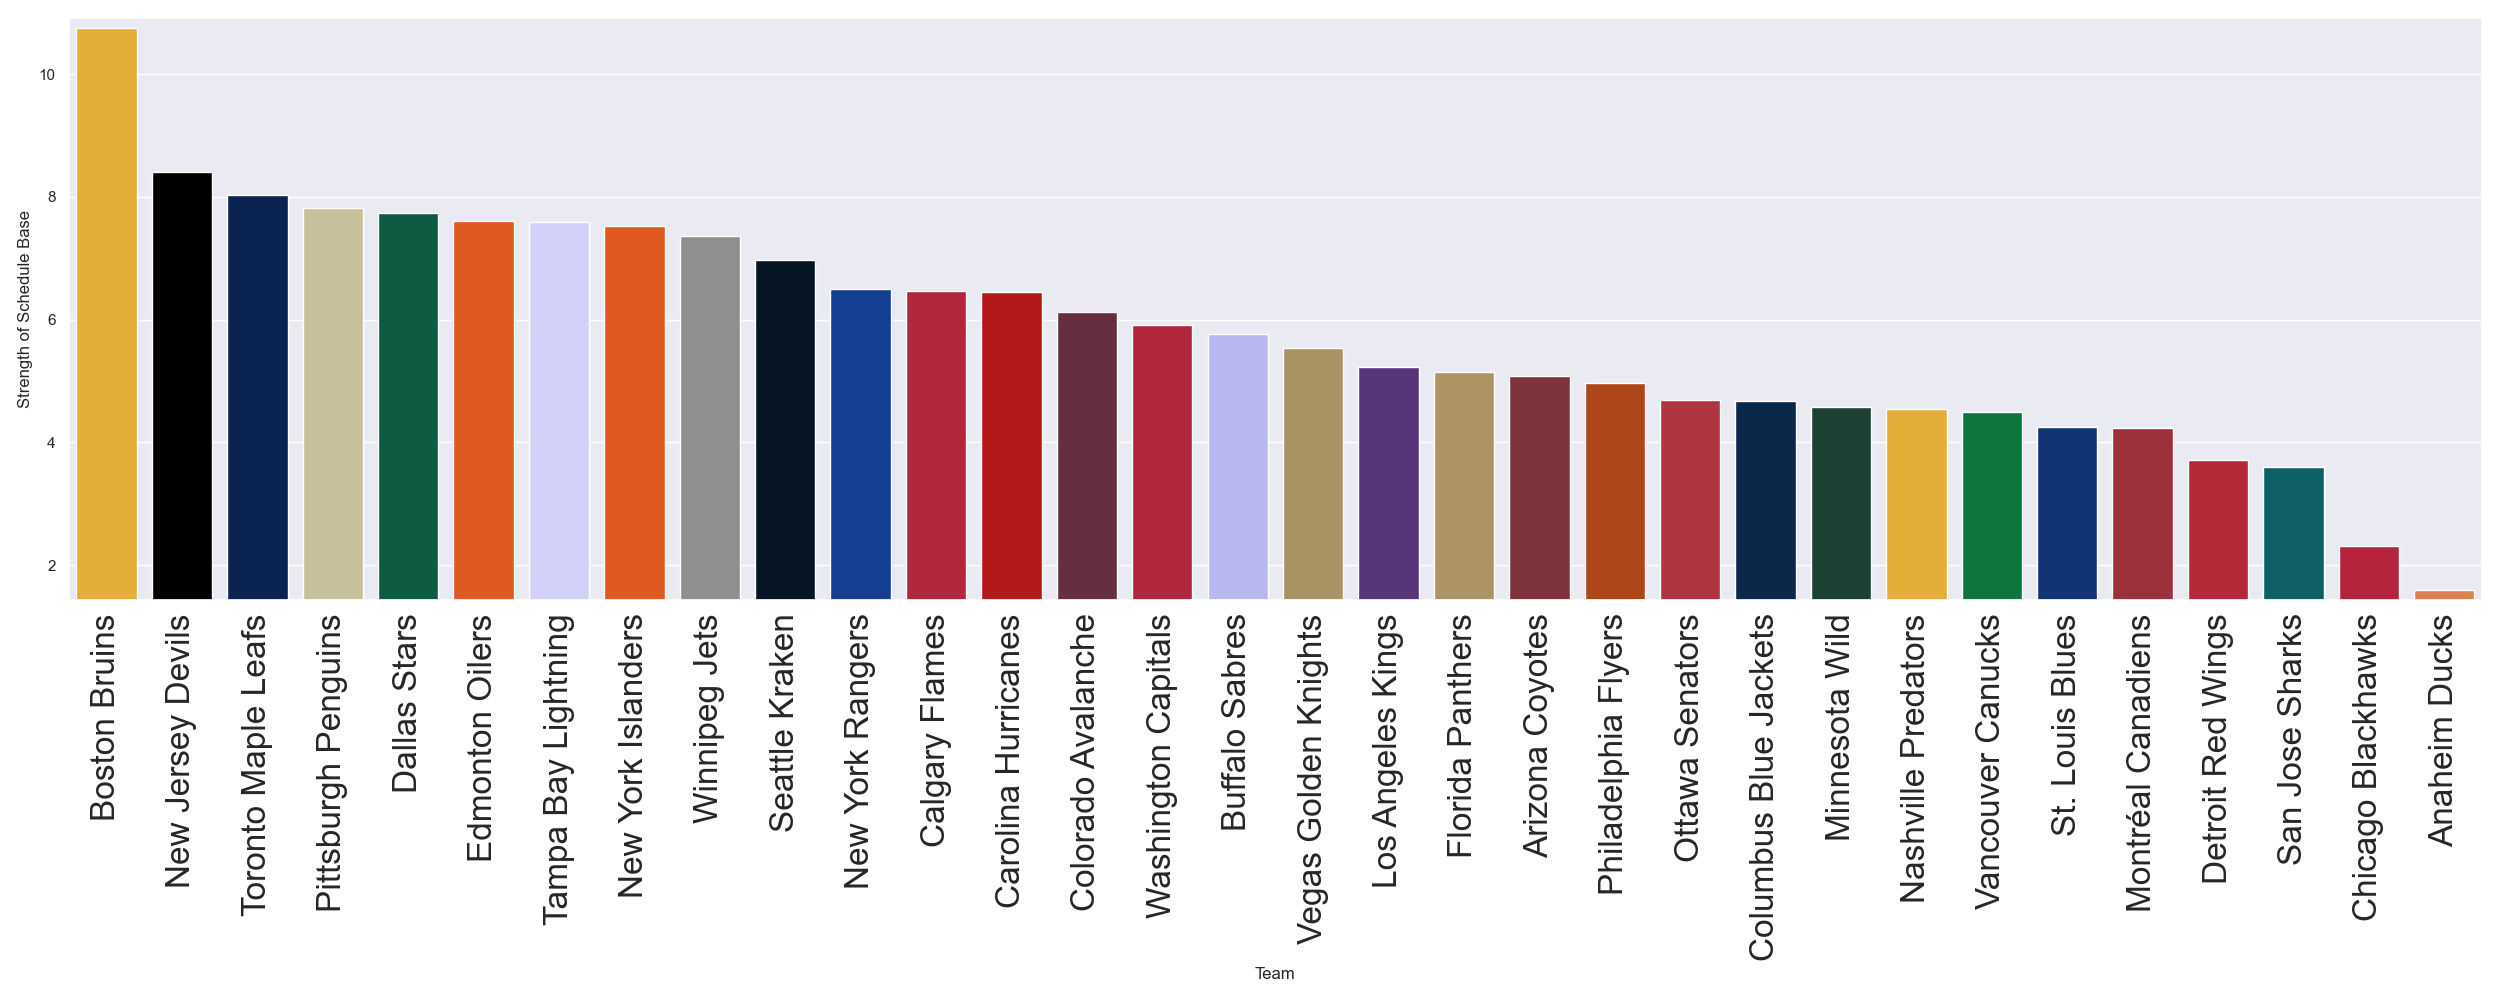 10
8
6
4
2
Strength of Schedule Base
Boston Bruins
New Jersey Devils
Toronto Maple Leafs
Pittsburgh Penguins
Dallas Stars
Edmonton Oilers
Tampa Bay Lightning
New York Islanders
Winnipeg Jets
Seattle Kraken
New York Rangers
Calgary Flames
Carolina Hurricanes
Colorado Avalanche
Washington Capitals
Buffalo Sabres
Vegas Golden Knights
Los Angeles Kings
Florida Panthers
Arizona Coyotes
Philadelphia Flyers
Ottawa Senators
Columbus Blue Jackets
Minnesota Wild
Nashville Predators
Vancouver Canucks
St. Louis Blues
Montréal Canadiens
Detroit Red Wings
San Jose Sharks
Chicago Blackhawks
Anaheim Ducks
Team